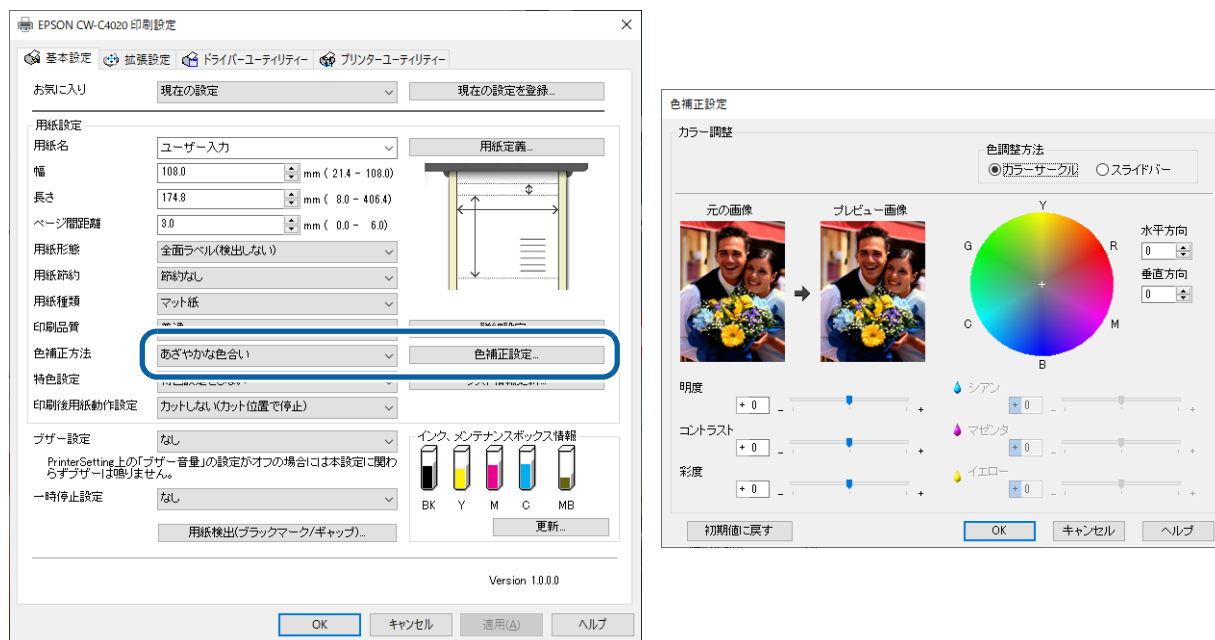 EPSON CW-C4020 印刷設定
基本設定 拡張設定 ドライバーユーティリティー プリンターユーティリティー
お気に入り 現在の設定 現在の設定を登録...
用紙設定
用紙名 ユーザー入力 用紙定義...
幅 108.0 mm ( 21.4 - 108.0)
長さ 174.8 mm ( 8.0 - 406.4)
ページ間距離 3.0 mm ( 0.0 - 6.0)
用紙形態 全面ラベル(検出しない)
用紙節約 節約なし
用紙種類 マット紙
印刷品質
色補正方法 あざやかな色合い 色補正設定...
特色設定
印刷後用紙動作設定 カットしない(カット位置で停止)
ブザー設定 なし
PrinterSetting上の「ブザー音量」の設定がオフの場合には本設定に関わ
らずブザーは鳴りません。
一時停止設定 なし
用紙検出(ブラックマーク/ギャップ)...
インク、メンテナンスボックス情報
BK Y M C MB
更新...
Version 1.0.0.0
OK キャンセル 適用(A) ヘルプ
色補正設定
カラー調整
色調整方法
カラーサークル スライドバー
元の画像 プレビュー画像
Y
G R
C M
B
水平方向
0
垂直方向
0
明度
+ 0 - +
コントラスト
+ 0 - +
彩度
+ 0 - +
シアン
+ 0 - +
マゼンタ
+ 0 - +
イエロー
+ 0 - +
初期値に戻す OK キャンセル ヘルプ